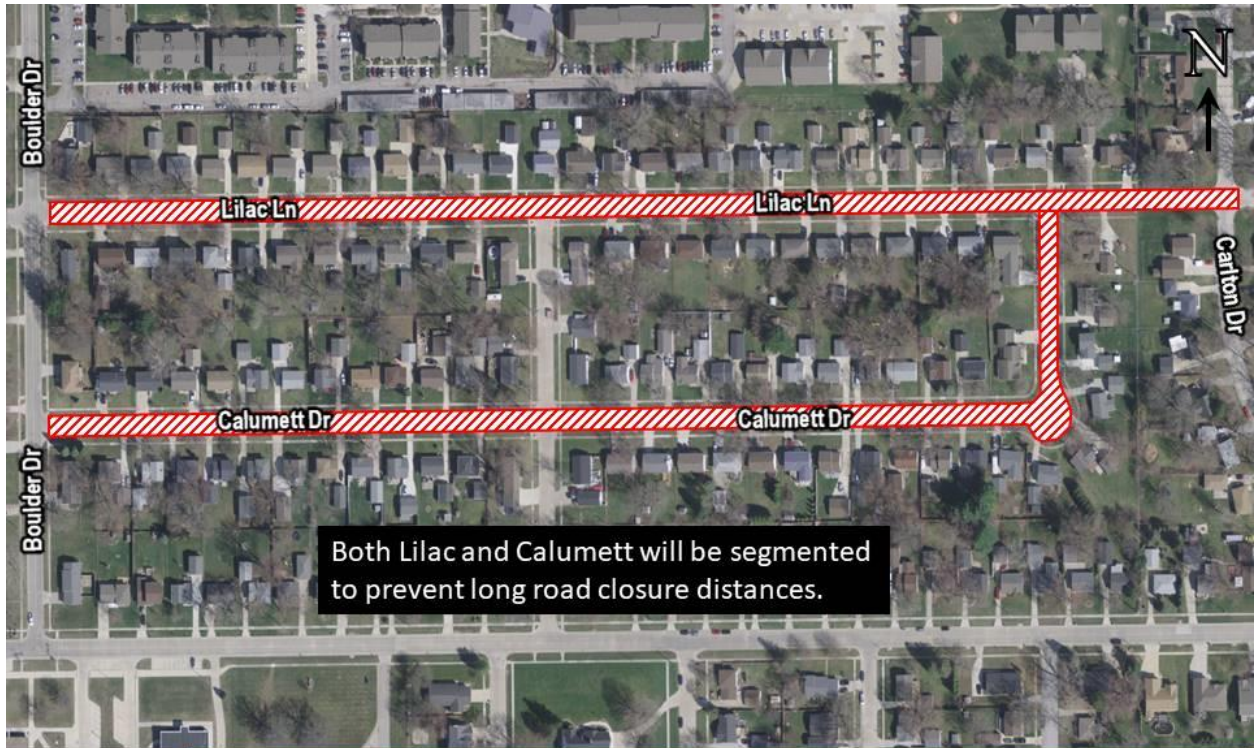 N
Boulder Dr
Lilac Ln
Lilac Ln
Carlton Dr
Calumett Dr
Calumett Dr
Boulder Dr
Both Lilac and Calumett will be segmented
to prevent long road closure distances.